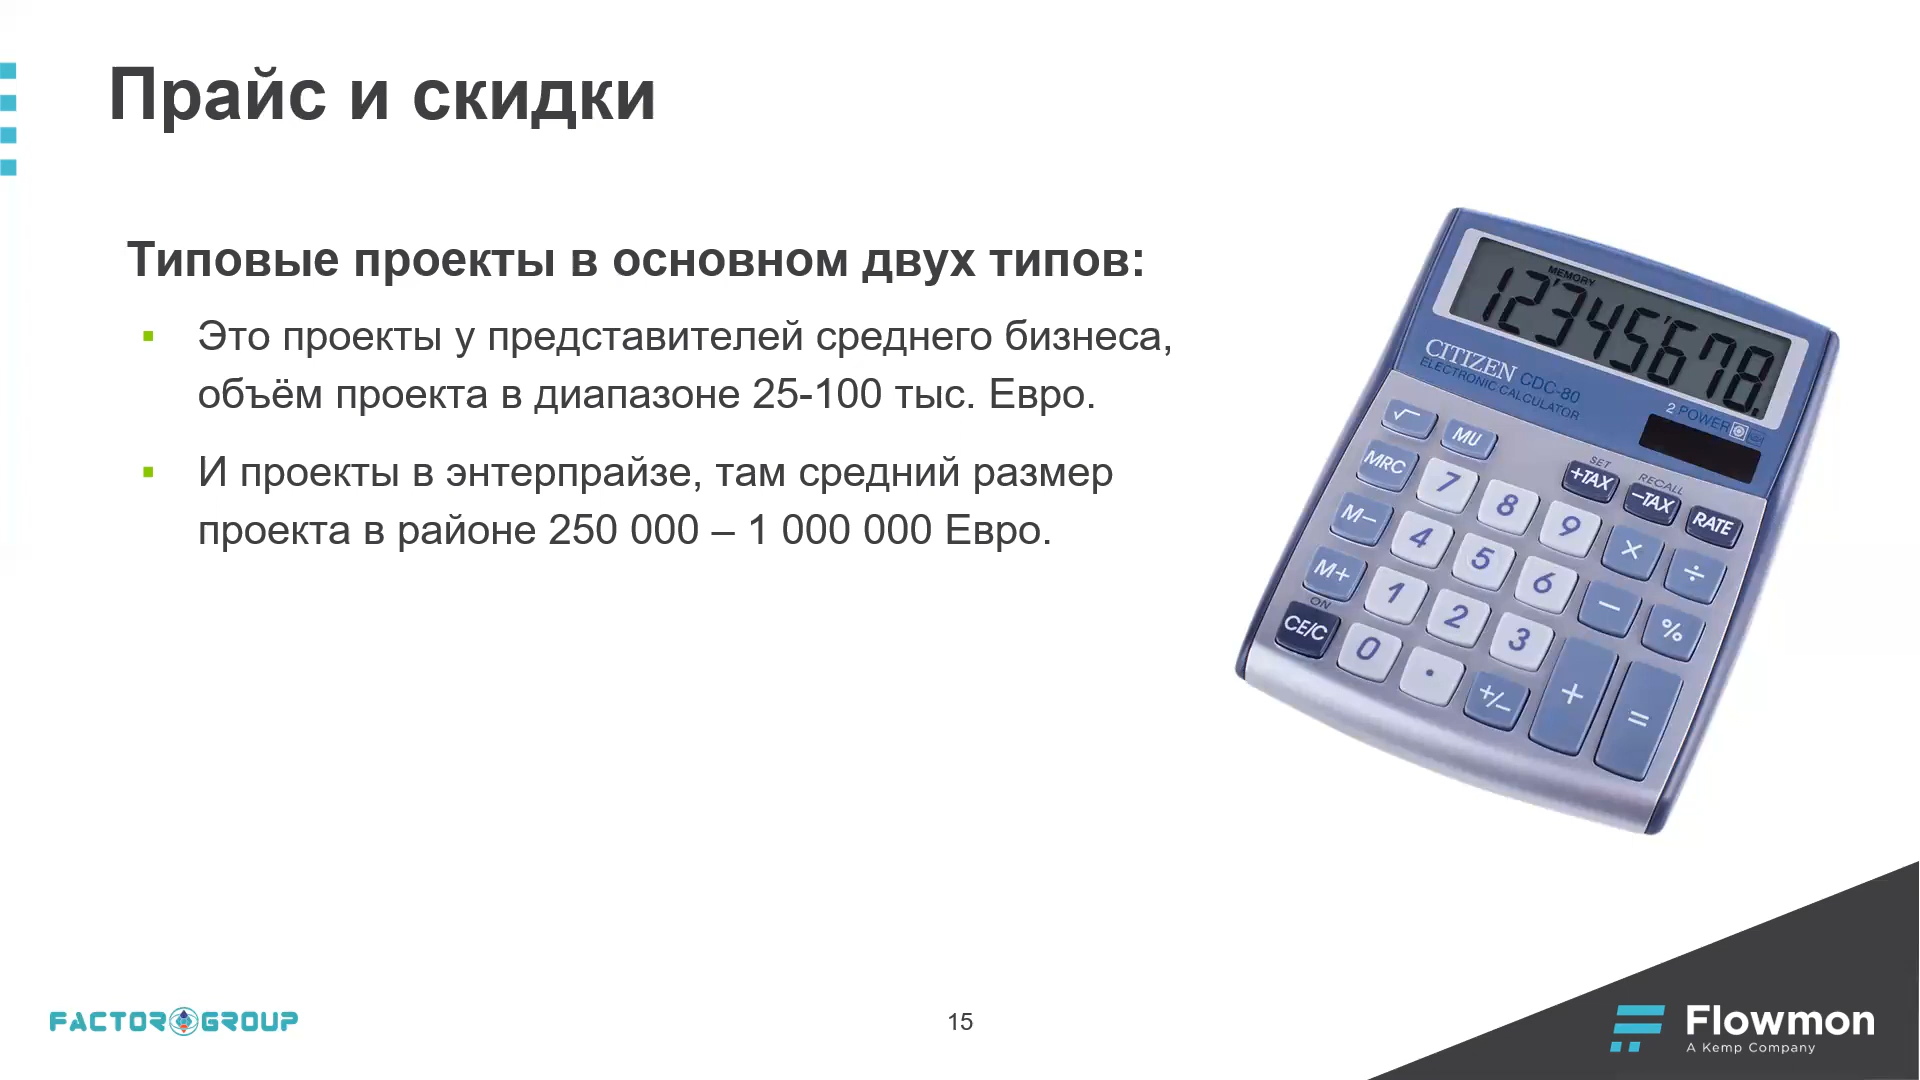 Прайс и скидки
Типовые проекты в основном двух типов:
▪ Это проекты у представителей среднего бизнеса,
объём проекта в диапазоне 25-100 тыс. Евро.
▪ И проекты в энтерпрайзе, там средний размер
проекта в районе 250 000 – 1 000 000 Евро.
MEMORY
12'345'678.
CITIZEN CDC-80
ELECTRONIC CALCULATOR
2 POWER
√ MU
SET RECALL
MRC 7 8 9 +TAX –TAX RATE
M– 4 5 6 × ÷
M+ 1 2 3 – %
ON
CE/C 0 . +/– + =
FACTOR GROUP
15
Flowmon
A Kemp Company